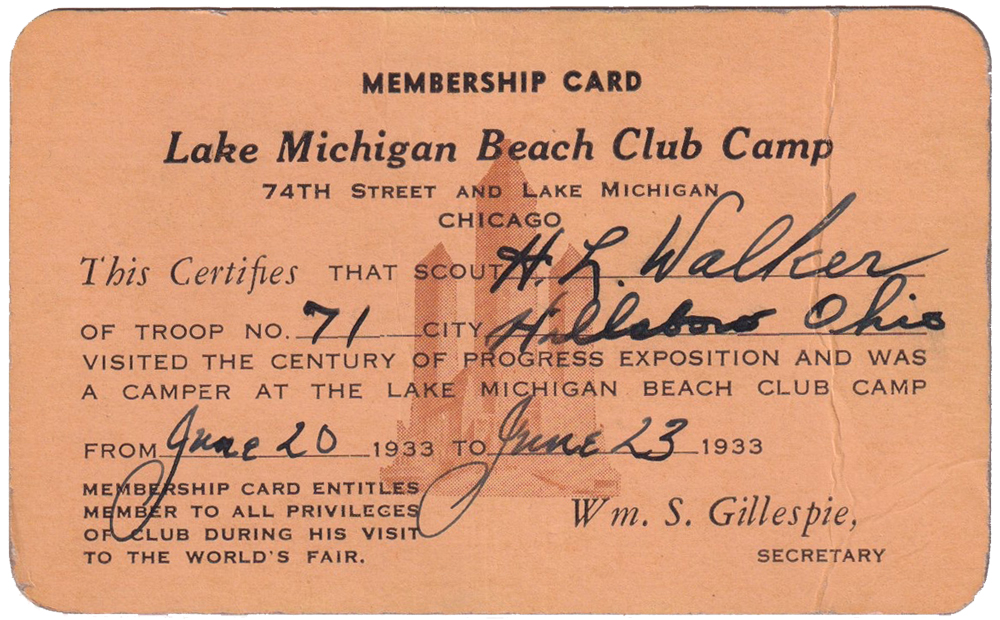 MEMBERSHIP CARD
Lake Michigan Beach Club Camp
74TH STREET AND LAKE MICHIGAN
CHICAGO
This Certifies THAT SCOUT H. L. Walker
OF TROOP NO. 71 CITY Hillsboro Ohio
VISITED THE CENTURY OF PROGRESS EXPOSITION AND WAS
A CAMPER AT THE LAKE MICHIGAN BEACH CLUB CAMP
FROM June 20 1933 TO June 23 1933
MEMBERSHIP CARD ENTITLES
MEMBER TO ALL PRIVILEGES
OF CLUB DURING HIS VISIT
TO THE WORLD'S FAIR.
Wm. S. Gillespie,
SECRETARY